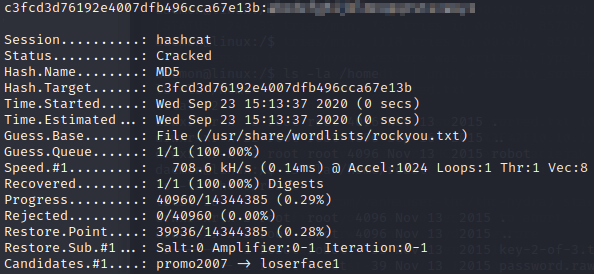 c3fcd3d76192e4007dfb496cca67e13b:
Session..........: hashcat
Status...........: Cracked
Hash.Name........: MD5
Hash.Target......: c3fcd3d76192e4007dfb496cca67e13b
Time.Started.....: Wed Sep 23 15:13:37 2020 (0 secs)
Time.Estimated...: Wed Sep 23 15:13:37 2020 (0 secs)
Guess.Base.......: File (/usr/share/wordlists/rockyou.txt)
Guess.Queue......: 1/1 (100.00%)
Speed.#1.........: 708.6 kH/s (0.14ms) @ Accel:1024 Loops:1 Thr:1 Vec:8
Recovered........: 1/1 (100.00%) Digests
Progress.........: 40960/14344385 (0.29%)
Rejected.........: 0/40960 (0.00%)
Restore.Point....: 39936/14344385 (0.28%)
Restore.Sub.#1...: Salt:0 Amplifier:0-1 Iteration:0-1
Candidates.#1....: promo2007 -> loserface1